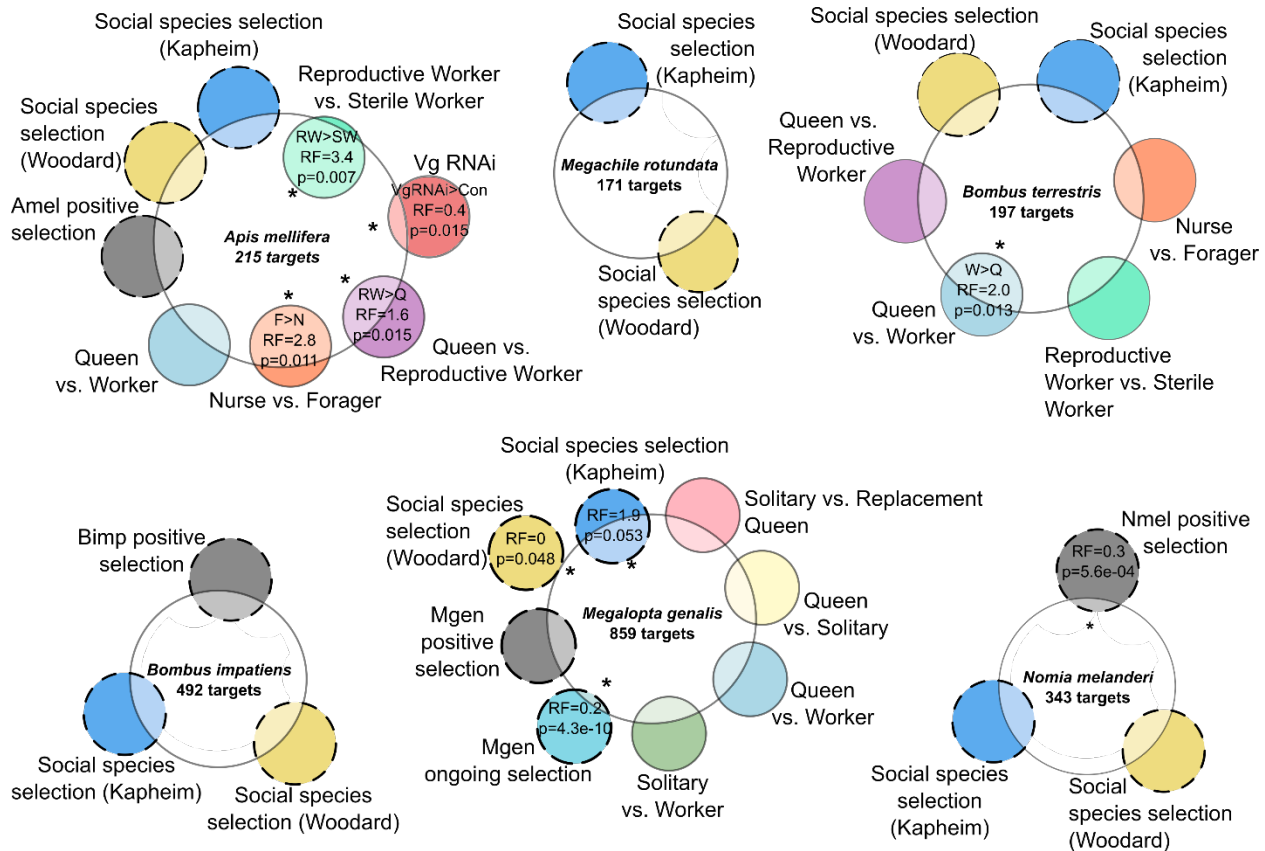 Social species selection
(Kapheim)
Reproductive Worker
vs. Sterile Worker
Social species
selection
(Woodard)
RW>SW
RF=3.4
p=0.007
Vg RNAi
VgRNAi>Con
RF=0.4
p=0.015
Amel positive
selection
Apis mellifera
215 targets
*
*
*
*
RW>Q
RF=1.6
p=0.015
F>N
RF=2.8
p=0.011
Queen
vs. Worker
Nurse vs. Forager
Queen vs.
Reproductive Worker
Social species
selection
(Kapheim)
Megachile rotundata
171 targets
Social
species selection
(Woodard)
Social species selection
(Woodard)
Social species
selection
(Kapheim)
Queen vs.
Reproductive
Worker
Bombus terrestris
197 targets
Nurse
vs. Forager
*
W>Q
RF=2.0
p=0.013
Queen
vs. Worker
Reproductive
Worker vs. Sterile
Worker
Bimp positive
selection
Bombus impatiens
492 targets
Social species
selection (Kapheim)
Social species
selection (Woodard)
Social species selection
(Kapheim)
Social species
selection
(Woodard)
RF=1.9
p=0.053
Solitary vs. Replacement
Queen
RF=0
p=0.048
*
*
Megalopta genalis
859 targets
Queen
vs. Solitary
Mgen
positive
selection
Queen
vs. Worker
*
RF=0.2
p=4.3e-10
Mgen
ongoing selection
Solitary
vs. Worker
Nmel positive
selection
RF=0.3
p=5.6e-04
*
Nomia melanderi
343 targets
Social species
selection
(Kapheim)
Social
species selection
(Woodard)